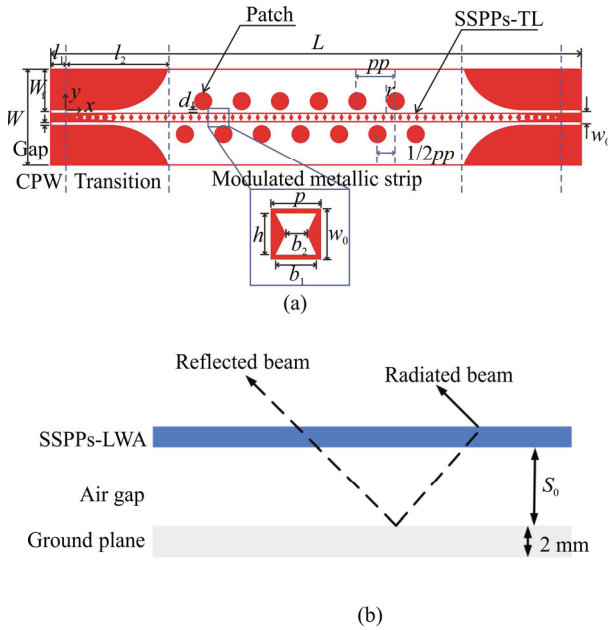 Patch
SSPPs-TL
L
l₁
l₂
pp
W
r
d
y
x
W
Gap
w₀
1/2pp
CPW
Transition
Modulated metallic strip
p
h
b₂
w₀
b₁
(a)
Reflected beam
Radiated beam
SSPPs-LWA
Air gap
S₀
Ground plane
2 mm
(b)